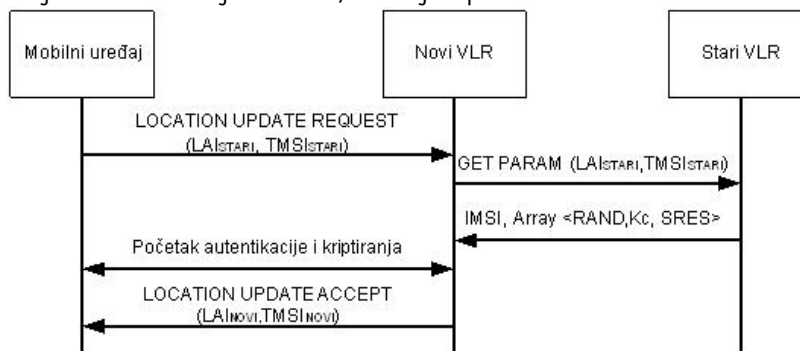 Mobilni uređaj
Novi VLR
Stari VLR
LOCATION UPDATE REQUEST
(LAISTARI, TMSISTARI)
GET PARAM (LAISTARI,TMSISTARI)
IMSI, Array <RAND,Kc, SRES>
Početak autentikacije i kriptiranja
LOCATION UPDATE ACCEPT
(LAINOVI,TMSINOVI)